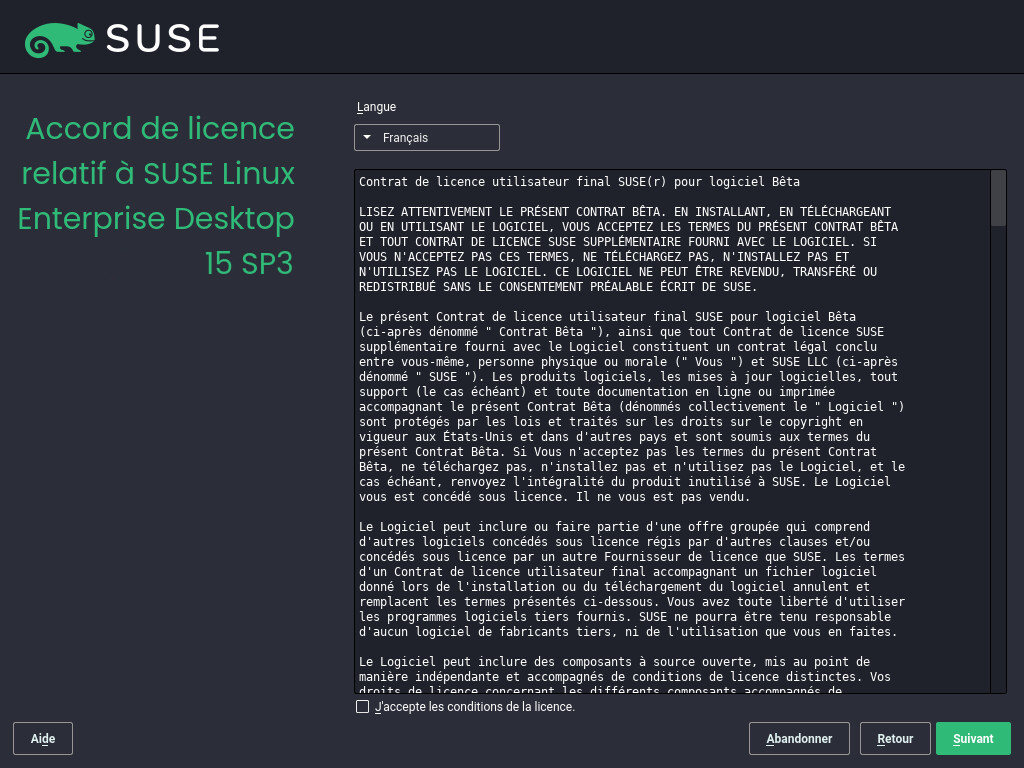 SUSE
Accord de licence
relatif à SUSE Linux
Enterprise Desktop
15 SP3
Langue
Français
Contrat de licence utilisateur final SUSE(r) pour logiciel Bêta
LISEZ ATTENTIVEMENT LE PRÉSENT CONTRAT BÊTA. EN INSTALLANT, EN TÉLÉCHARGEANT
OU EN UTILISANT LE LOGICIEL, VOUS ACCEPTEZ LES TERMES DU PRÉSENT CONTRAT BÊTA
ET TOUT CONTRAT DE LICENCE SUSE SUPPLÉMENTAIRE FOURNI AVEC LE LOGICIEL. SI
VOUS N'ACCEPTEZ PAS CES TERMES, NE TÉLÉCHARGEZ PAS, N'INSTALLEZ PAS ET
N'UTILISEZ PAS LE LOGICIEL. CE LOGICIEL NE PEUT ÊTRE REVENDU, TRANSFÉRÉ OU
REDISTRIBUÉ SANS LE CONSENTEMENT PRÉALABLE ÉCRIT DE SUSE.
Le présent Contrat de licence utilisateur final SUSE pour logiciel Bêta
(ci-après dénommé " Contrat Bêta "), ainsi que tout Contrat de licence SUSE
supplémentaire fourni avec le Logiciel constituent un contrat légal conclu
entre vous-même, personne physique ou morale (" Vous ") et SUSE LLC (ci-après
dénommé " SUSE "). Les produits logiciels, les mises à jour logicielles, tout
support (le cas échéant) et toute documentation en ligne ou imprimée
accompagnant le présent Contrat Bêta (dénommés collectivement le " Logiciel ")
sont protégés par les lois et traités sur les droits sur le copyright en
vigueur aux États-Unis et dans d'autres pays et sont soumis aux termes du
présent Contrat Bêta. Si Vous n'acceptez pas les termes du présent Contrat
Bêta, ne téléchargez pas, n'installez pas et n'utilisez pas le Logiciel, et le
cas échéant, renvoyez l'intégralité du produit inutilisé à SUSE. Le Logiciel
vous est concédé sous licence. Il ne vous est pas vendu.
Le Logiciel peut inclure ou faire partie d'une offre groupée qui comprend
d'autres logiciels concédés sous licence régis par d'autres clauses et/ou
concédés sous licence par un autre Fournisseur de licence que SUSE. Les termes
d'un Contrat de licence utilisateur final accompagnant un fichier logiciel
donné lors de l'installation ou du téléchargement du logiciel annulent et
remplacent les termes présentés ci-dessous. Vous avez toute liberté d'utiliser
les programmes logiciels tiers fournis. SUSE ne pourra être tenu responsable
d'aucun logiciel de fabricants tiers, ni de l'utilisation que vous en faites.
Le Logiciel peut inclure des composants à source ouverte, mis au point de
manière indépendante et accompagnés de conditions de licence distinctes. Vos
droits de licence concernant les différents composants accompagnés de
J'accepte les conditions de la licence.
Aide
Abandonner
Retour
Suivant